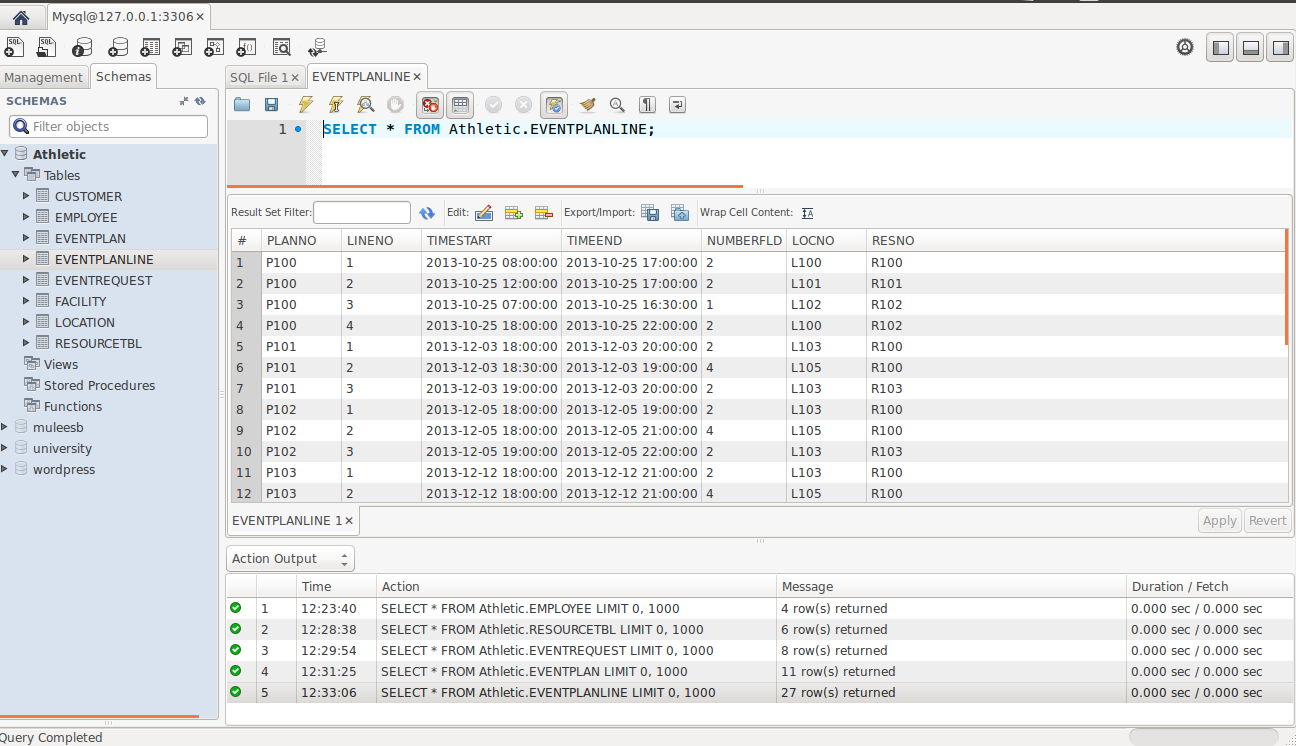 Mysql@127.0.0.1:3306 ×
SQL SQL
Management Schemas SQL File 1 × EVENTPLANLINE ×
SCHEMAS
Filter objects
1 SELECT * FROM Athletic.EVENTPLANLINE;
Athletic
Tables
CUSTOMER
EMPLOYEE
EVENTPLAN
EVENTPLANLINE
EVENTREQUEST
FACILITY
LOCATION
RESOURCETBL
Views
Stored Procedures
Functions
muleesb
university
wordpress
Result Set Filter: Edit: Export/Import: Wrap Cell Content:
# PLANNO LINENO TIMESTART TIMEEND NUMBERFLD LOCNO RESNO
1 P100 1 2013-10-25 08:00:00 2013-10-25 17:00:00 2 L100 R100
2 P100 2 2013-10-25 12:00:00 2013-10-25 17:00:00 2 L101 R101
3 P100 3 2013-10-25 07:00:00 2013-10-25 16:30:00 1 L102 R102
4 P100 4 2013-10-25 18:00:00 2013-10-25 22:00:00 2 L100 R102
5 P101 1 2013-12-03 18:00:00 2013-12-03 20:00:00 2 L103 R100
6 P101 2 2013-12-03 18:30:00 2013-12-03 19:00:00 4 L105 R100
7 P101 3 2013-12-03 19:00:00 2013-12-03 20:00:00 2 L103 R103
8 P102 1 2013-12-05 18:00:00 2013-12-05 19:00:00 2 L103 R100
9 P102 2 2013-12-05 18:00:00 2013-12-05 21:00:00 4 L105 R100
10 P102 3 2013-12-05 19:00:00 2013-12-05 22:00:00 2 L103 R103
11 P103 1 2013-12-12 18:00:00 2013-12-12 21:00:00 2 L103 R100
12 P103 2 2013-12-12 18:00:00 2013-12-12 21:00:00 4 L105 R100
EVENTPLANLINE 1 × Apply Revert
Action Output
Time Action Message Duration / Fetch
1 12:23:40 SELECT * FROM Athletic.EMPLOYEE LIMIT 0, 1000 4 row(s) returned 0.000 sec / 0.000 sec
2 12:28:38 SELECT * FROM Athletic.RESOURCETBL LIMIT 0, 1000 6 row(s) returned 0.000 sec / 0.000 sec
3 12:29:54 SELECT * FROM Athletic.EVENTREQUEST LIMIT 0, 1000 8 row(s) returned 0.000 sec / 0.000 sec
4 12:31:25 SELECT * FROM Athletic.EVENTPLAN LIMIT 0, 1000 11 row(s) returned 0.000 sec / 0.000 sec
5 12:33:06 SELECT * FROM Athletic.EVENTPLANLINE LIMIT 0, 1000 27 row(s) returned 0.000 sec / 0.000 sec
Query Completed